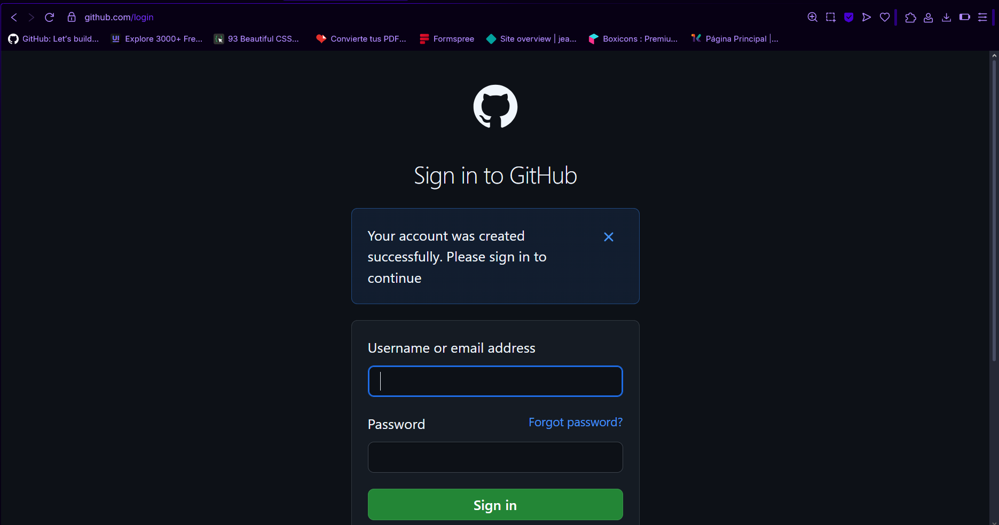 github.com/login
GitHub: Let's build... UI Explore 3000+ Fre... 93 Beautiful CSS... Convierte tus PDF... Formspree Site overview | jea... Boxicons : Premiu... Página Principal |...
Sign in to GitHub
Your account was created
successfully. Please sign in to
continue
Username or email address
Password Forgot password?
Sign in